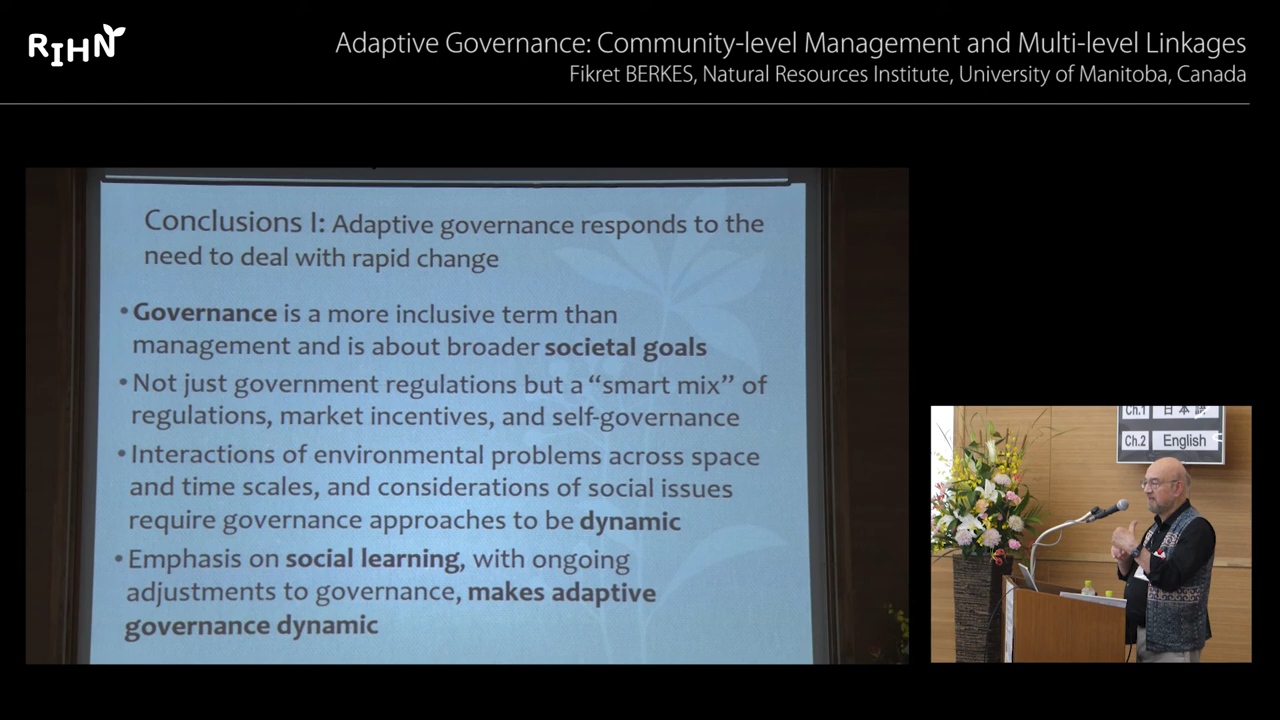 RIHN
Adaptive Governance: Community-level Management and Multi-level Linkages
Fikret BERKES, Natural Resources Institute, University of Manitoba, Canada
Conclusions I: Adaptive governance responds to the
need to deal with rapid change
• Governance is a more inclusive term than
management and is about broader societal goals
• Not just government regulations but a “smart mix” of
regulations, market incentives, and self-governance
• Interactions of environmental problems across space
and time scales, and considerations of social issues
require governance approaches to be dynamic
• Emphasis on social learning, with ongoing
adjustments to governance, makes adaptive
governance dynamic
Ch.1 日本語
Ch.2 English